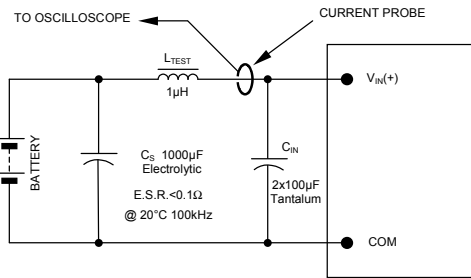 TO OSCILLOSCOPE
CURRENT PROBE
LTEST
1μH
VIN(+)
BATTERY
CS 1000μF
Electrolytic
E.S.R.<0.1Ω
@ 20°C 100kHz
CIN
2x100μF
Tantalum
COM